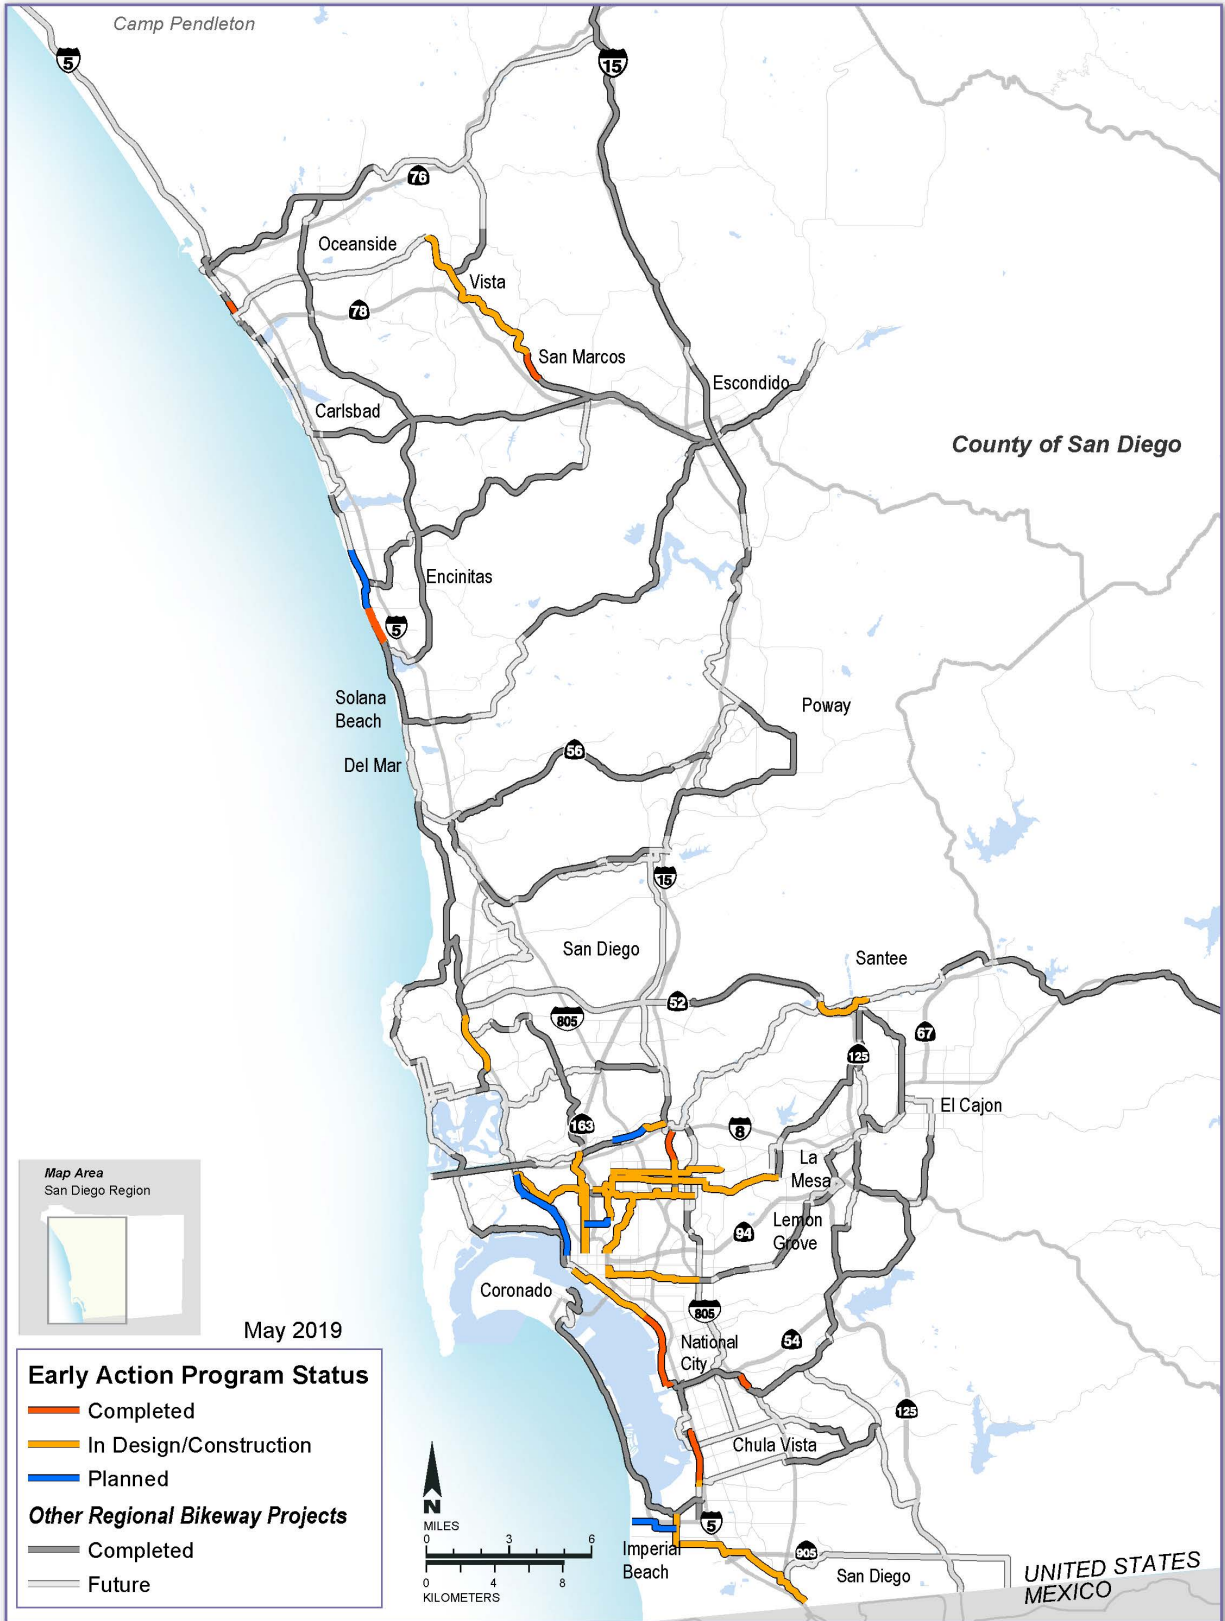 Camp Pendleton
5
15
76
Oceanside
Vista
78
San Marcos
Escondido
Carlsbad
County of San Diego
Encinitas
5
Solana
Beach
Poway
56
Del Mar
15
San Diego
Santee
52
805
67
125
El Cajon
163
8
La
Mesa
Lemon
Grove
94
Map Area
San Diego Region
Coronado
805
National
City
54
May 2019
125
Chula Vista
Early Action Program Status
Completed
In Design/Construction
Planned
Other Regional Bikeway Projects
Completed
Future
N
MILES
0 3 6
0 4 8
KILOMETERS
5
Imperial
Beach
905
San Diego
UNITED STATES
MEXICO